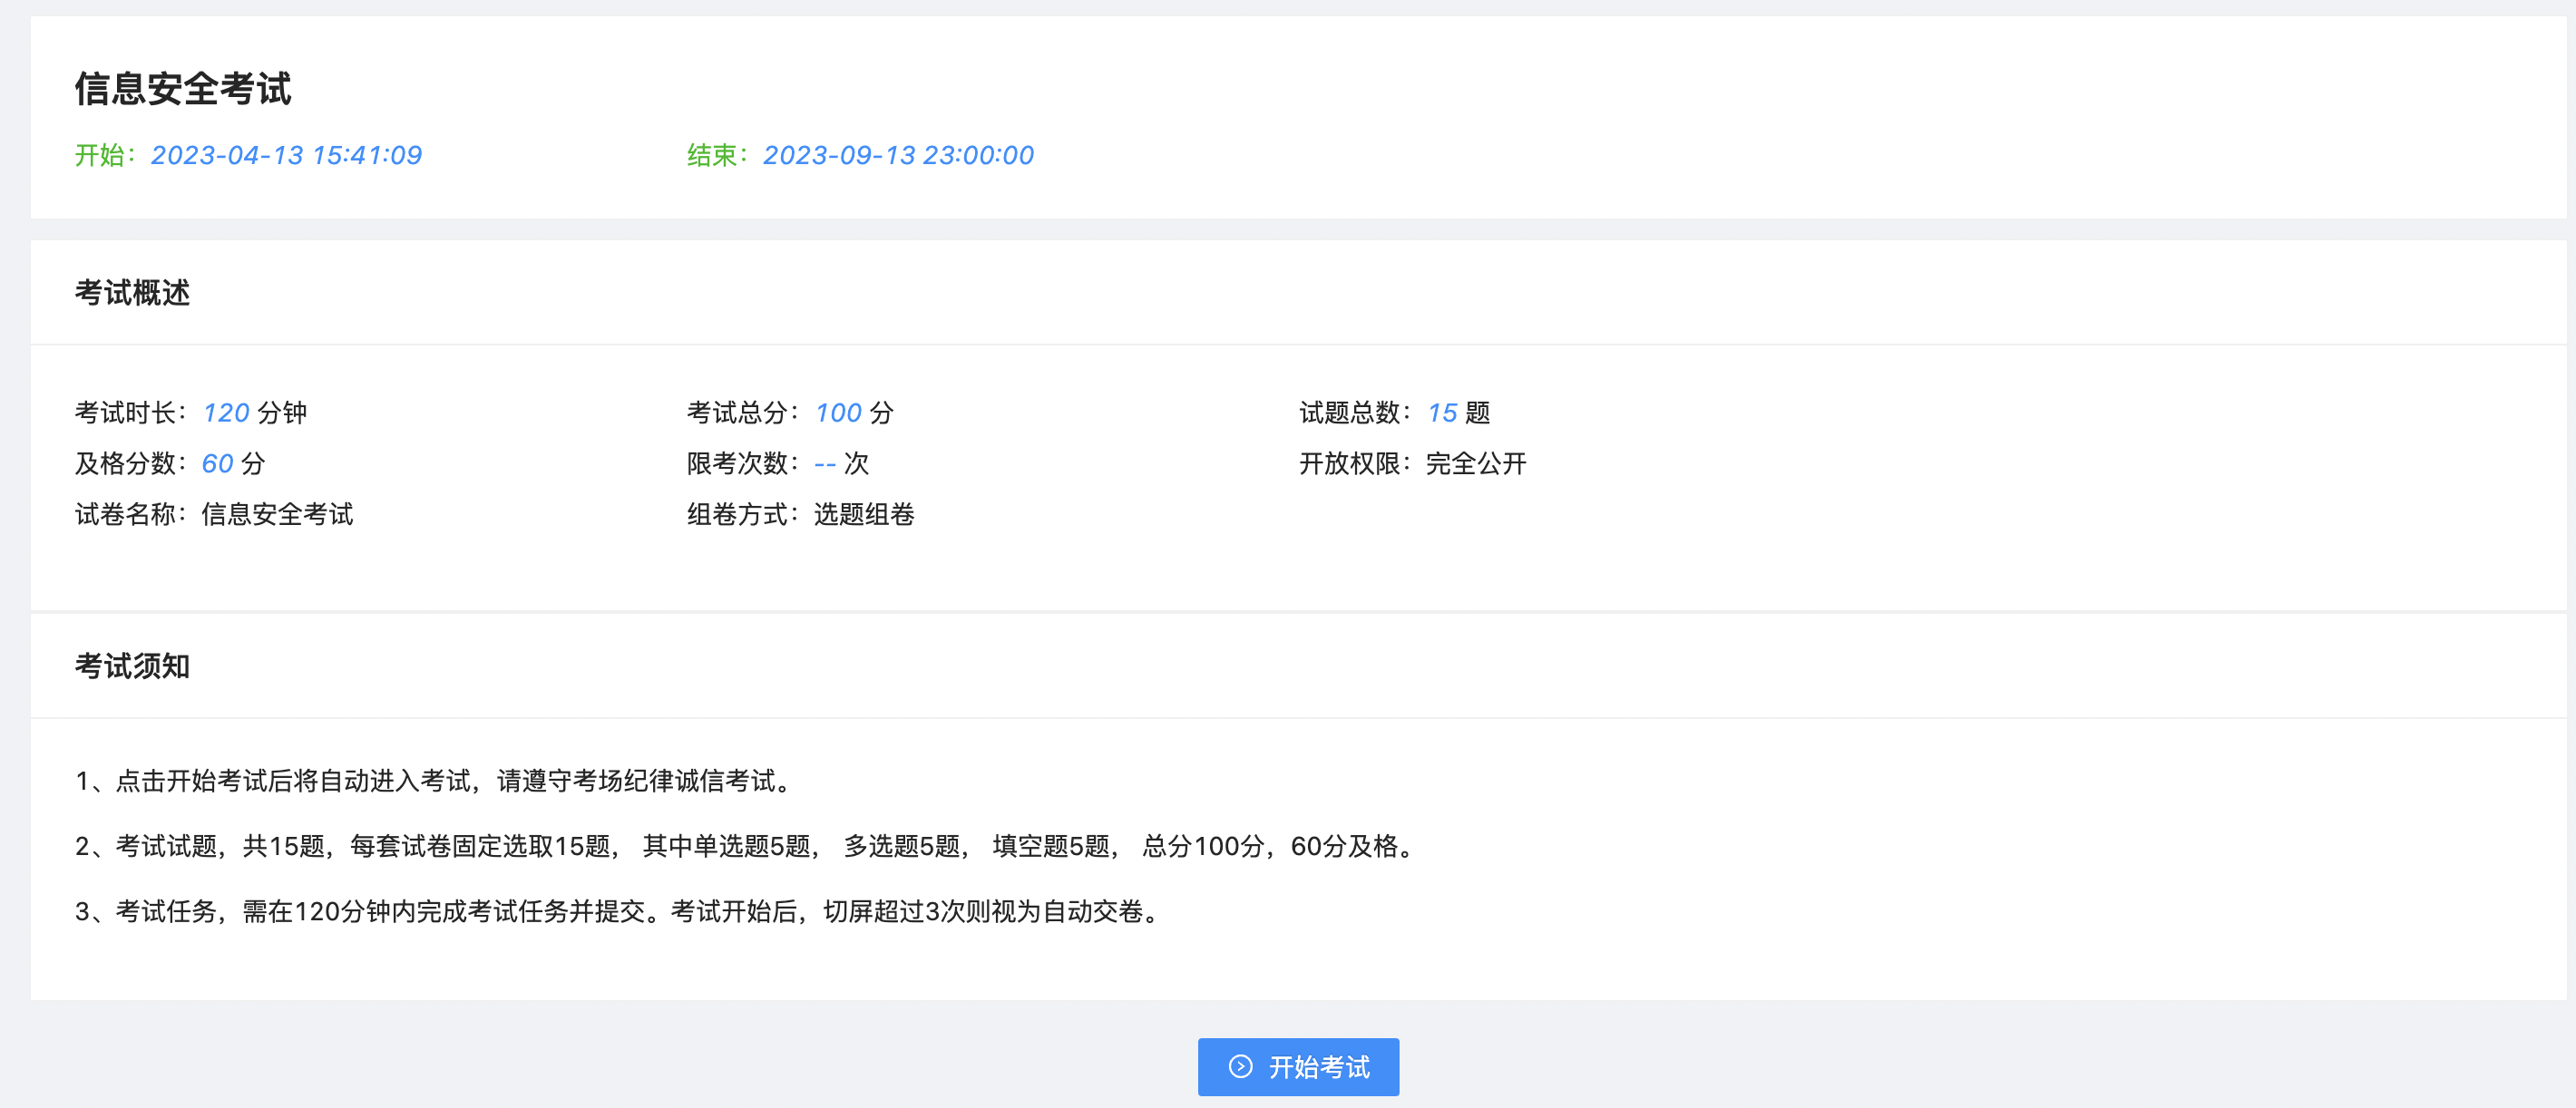 信息安全考试
开始：2023-04-13 15:41:09 结束：2023-09-13 23:00:00
考试概述
考试时长：120 分钟 考试总分：100 分 试题总数：15 题
及格分数：60 分 限考次数：-- 次 开放权限：完全公开
试卷名称：信息安全考试 组卷方式：选题组卷
考试须知
1、点击开始考试后将自动进入考试，请遵守考场纪律诚信考试。
2、考试试题，共15题，每套试卷固定选取15题， 其中单选题5题， 多选题5题， 填空题5题， 总分100分，60分及格。
3、考试任务，需在120分钟内完成考试任务并提交。考试开始后，切屏超过3次则视为自动交卷。
开始考试